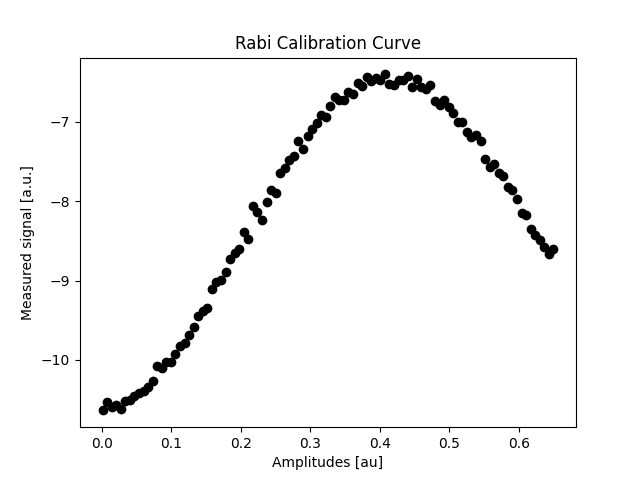 Rabi Calibration Curve
Measured signal [a.u.]
−7
−8
−9
−10
0.0 0.1 0.2 0.3 0.4 0.5 0.6
Amplitudes [au]